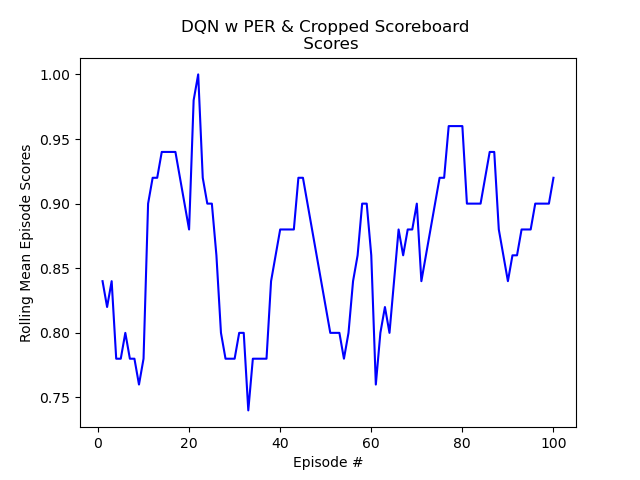 DQN w PER & Cropped Scoreboard
Scores
1.00
0.95
0.90
0.85
0.80
0.75
Rolling Mean Episode Scores
0 20 40 60 80 100
Episode #